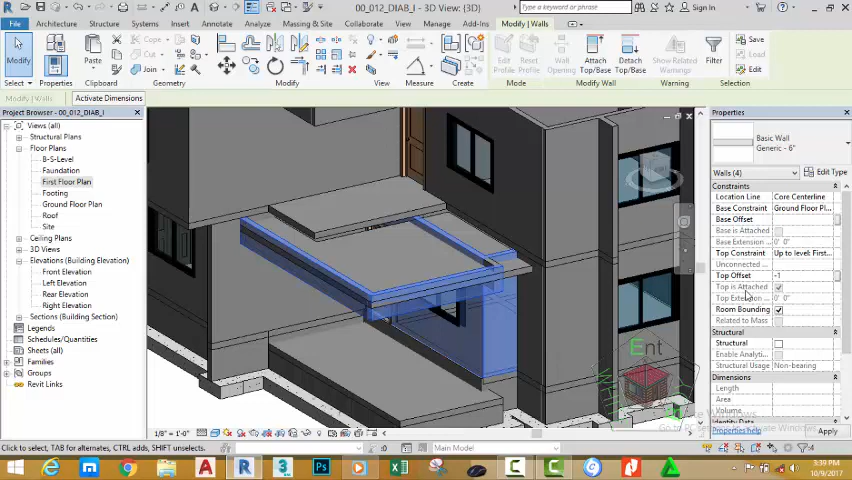 00_012_DIAB_I - 3D View: {3D}
Type a keyword or phrase
Sign In
File
Architecture
Structure
Systems
Insert
Annotate
Analyze
Massing & Site
Collaborate
View
Manage
Add-Ins
Modify | Walls
Modify
Paste
Cope
Cut
Join
Edit Profile
Wall Opening
Attach Top/Base
Detach Top/Base
Show Related Warnings
Filter
Save
Load
Edit
Select
Properties
Clipboard
Geometry
Modify
View
Measure
Create
Mode
Modify Wall
Warning
Selection
Modify | Walls
Activate Dimensions
Project Browser - 00_012_DIAB_I
Views (all)
Structural Plans
Floor Plans
B-S-Level
Foundation
First Floor Plan
Footing
Ground Floor Plan
Roof
Site
Ceiling Plans
3D Views
Elevations (Building Elevation)
Front Elevation
Left Elevation
Rear Elevation
Right Elevation
Sections (Building Section)
Legends
Schedules/Quantities
Sheets (all)
Families
Groups
Revit Links
Properties
Basic Wall
Generic - 6"
Walls (4)
Edit Type
Constraints
Location Line Core Centerline
Base Constraint Ground Floor Pl...
Base Offset
Base is Attached
Base Extension ... 0' 0"
Top Constraint Up to level: First...
Unconnected ...
Top Offset -1
Top is Attached
Top Extension ... 0' 0"
Room Bounding
Related to Mass
Structural
Structural
Enable Analyti...
Structural Usage Non-bearing
Dimensions
Length
Area
Volume
Identity Data
Properties help
Apply
Ent
1/8" = 1'-0"
Click to select, TAB for alternates, CTRL adds, SHIFT unselects.
:0
Main Model
:4
3:39 PM
10/9/2017